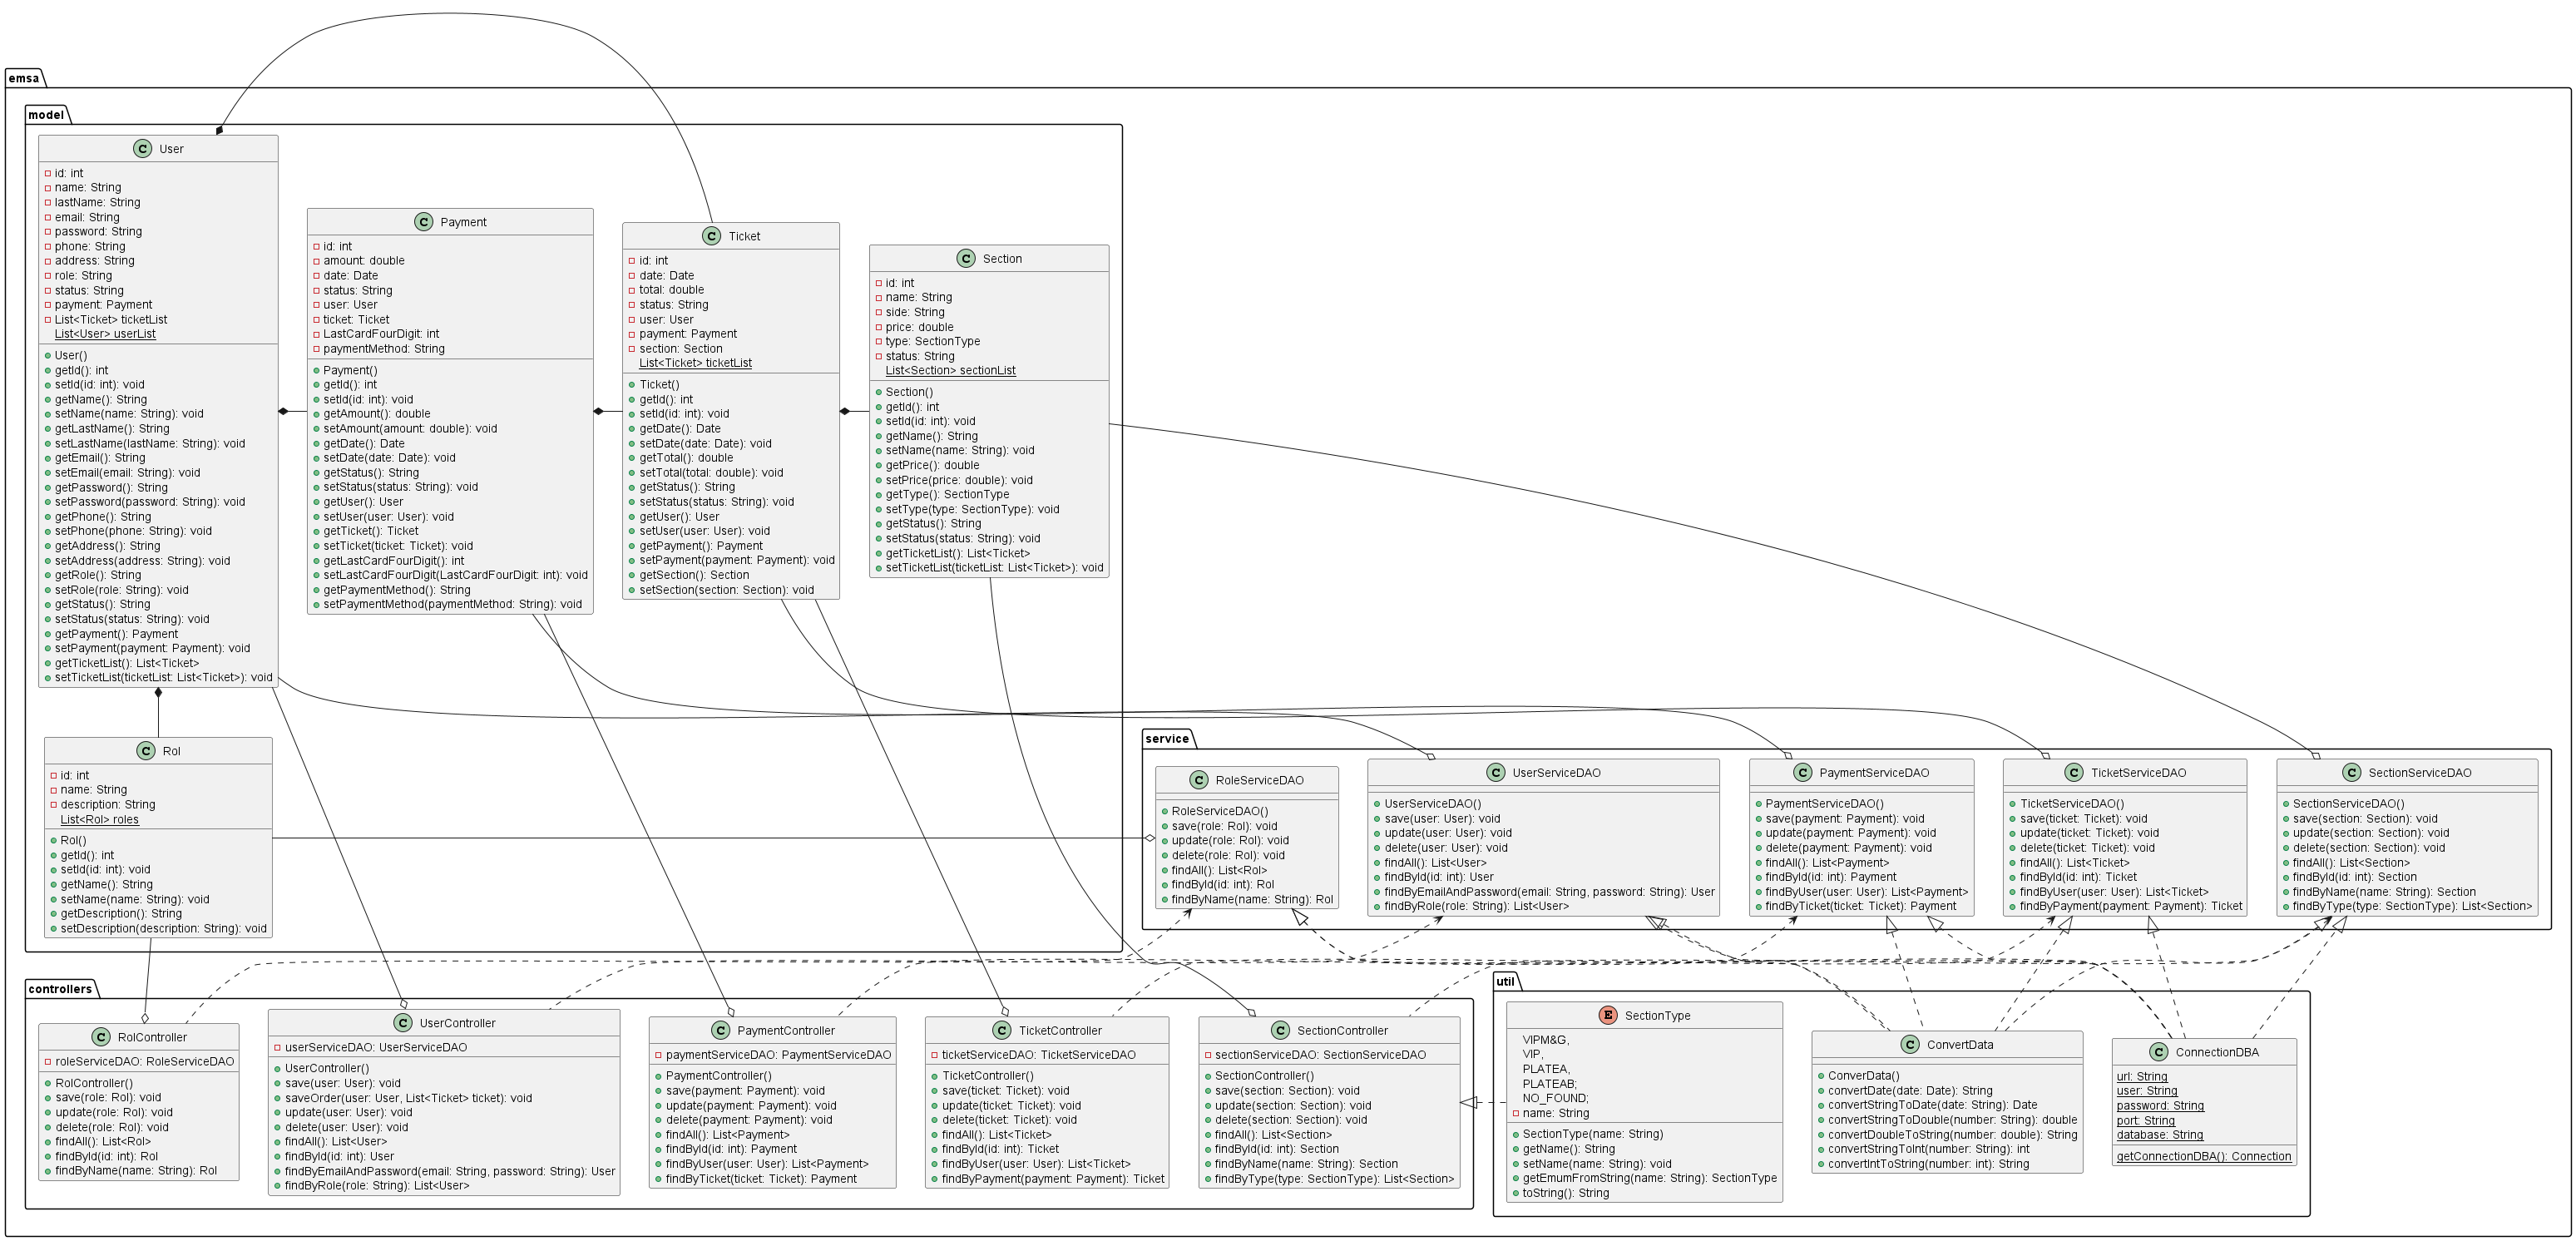 emsa
model
User
id: int
name: String
lastName: String
email: String
password: String
phone: String
address: String
role: String
status: String
payment: Payment
List<Ticket> ticketList
List<User> userList
User()
getId(): int
setId(id: int): void
getName(): String
setName(name: String): void
getLastName(): String
setLastName(lastName: String): void
getEmail(): String
setEmail(email: String): void
getPassword(): String
setPassword(password: String): void
getPhone(): String
setPhone(phone: String): void
getAddress(): String
setAddress(address: String): void
getRole(): String
setRole(role: String): void
getStatus(): String
setStatus(status: String): void
getPayment(): Payment
setPayment(payment: Payment): void
getTicketList(): List<Ticket>
setTicketList(ticketList: List<Ticket>): void
Payment
id: int
amount: double
date: Date
status: String
user: User
ticket: Ticket
LastCardFourDigit: int
paymentMethod: String
Payment()
getId(): int
setId(id: int): void
getAmount(): double
setAmount(amount: double): void
getDate(): Date
setDate(date: Date): void
getStatus(): String
setStatus(status: String): void
getUser(): User
setUser(user: User): void
getTicket(): Ticket
setTicket(ticket: Ticket): void
getLastCardFourDigit(): int
setLastCardFourDigit(LastCardFourDigit: int): void
getPaymentMethod(): String
setPaymentMethod(paymentMethod: String): void
Ticket
id: int
date: Date
total: double
status: String
user: User
payment: Payment
section: Section
List<Ticket> ticketList
Ticket()
getId(): int
setId(id: int): void
getDate(): Date
setDate(date: Date): void
getTotal(): double
setTotal(total: double): void
getStatus(): String
setStatus(status: String): void
getUser(): User
setUser(user: User): void
getPayment(): Payment
setPayment(payment: Payment): void
getSection(): Section
setSection(section: Section): void
Section
id: int
name: String
side: String
price: double
type: SectionType
status: String
List<Section> sectionList
Section()
getId(): int
setId(id: int): void
getName(): String
setName(name: String): void
getPrice(): double
setPrice(price: double): void
getType(): SectionType
setType(type: SectionType): void
getStatus(): String
setStatus(status: String): void
getTicketList(): List<Ticket>
setTicketList(ticketList: List<Ticket>): void
Rol
id: int
name: String
description: String
List<Rol> roles
Rol()
getId(): int
setId(id: int): void
getName(): String
setName(name: String): void
getDescription(): String
setDescription(description: String): void
service
RoleServiceDAO
RoleServiceDAO()
save(role: Rol): void
update(role: Rol): void
delete(role: Rol): void
findAll(): List<Rol>
findById(id: int): Rol
findByName(name: String): Rol
UserServiceDAO
UserServiceDAO()
save(user: User): void
update(user: User): void
delete(user: User): void
findAll(): List<User>
findById(id: int): User
findByEmailAndPassword(email: String, password: String): User
findByRole(role: String): List<User>
PaymentServiceDAO
PaymentServiceDAO()
save(payment: Payment): void
update(payment: Payment): void
delete(payment: Payment): void
findAll(): List<Payment>
findById(id: int): Payment
findByUser(user: User): List<Payment>
findByTicket(ticket: Ticket): Payment
TicketServiceDAO
TicketServiceDAO()
save(ticket: Ticket): void
update(ticket: Ticket): void
delete(ticket: Ticket): void
findAll(): List<Ticket>
findById(id: int): Ticket
findByUser(user: User): List<Ticket>
findByPayment(payment: Payment): Ticket
SectionServiceDAO
SectionServiceDAO()
save(section: Section): void
update(section: Section): void
delete(section: Section): void
findAll(): List<Section>
findById(id: int): Section
findByName(name: String): Section
findByType(type: SectionType): List<Section>
controllers
RolController
roleServiceDAO: RoleServiceDAO
RolController()
save(role: Rol): void
update(role: Rol): void
delete(role: Rol): void
findAll(): List<Rol>
findById(id: int): Rol
findByName(name: String): Rol
UserController
userServiceDAO: UserServiceDAO
UserController()
save(user: User): void
saveOrder(user: User, List<Ticket> ticket): void
update(user: User): void
delete(user: User): void
findAll(): List<User>
findById(id: int): User
findByEmailAndPassword(email: String, password: String): User
findByRole(role: String): List<User>
PaymentController
paymentServiceDAO: PaymentServiceDAO
PaymentController()
save(payment: Payment): void
update(payment: Payment): void
delete(payment: Payment): void
findAll(): List<Payment>
findById(id: int): Payment
findByUser(user: User): List<Payment>
findByTicket(ticket: Ticket): Payment
TicketController
ticketServiceDAO: TicketServiceDAO
TicketController()
save(ticket: Ticket): void
update(ticket: Ticket): void
delete(ticket: Ticket): void
findAll(): List<Ticket>
findById(id: int): Ticket
findByUser(user: User): List<Ticket>
findByPayment(payment: Payment): Ticket
SectionController
sectionServiceDAO: SectionServiceDAO
SectionController()
save(section: Section): void
update(section: Section): void
delete(section: Section): void
findAll(): List<Section>
findById(id: int): Section
findByName(name: String): Section
findByType(type: SectionType): List<Section>
util
SectionType
VIPM&G,
VIP,
PLATEA,
PLATEAB;
NO_FOUND;
name: String
SectionType(name: String)
getName(): String
setName(name: String): void
getEmumFromString(name: String): SectionType
toString(): String
ConvertData
ConverData()
convertDate(date: Date): String
convertStringToDate(date: String): Date
convertStringToDouble(number: String): double
convertDoubleToString(number: double): String
convertStringToInt(number: String): int
convertIntToString(number: int): String
ConnectionDBA
url: String
user: String
password: String
port: String
database: String
getConnectionDBA(): Connection